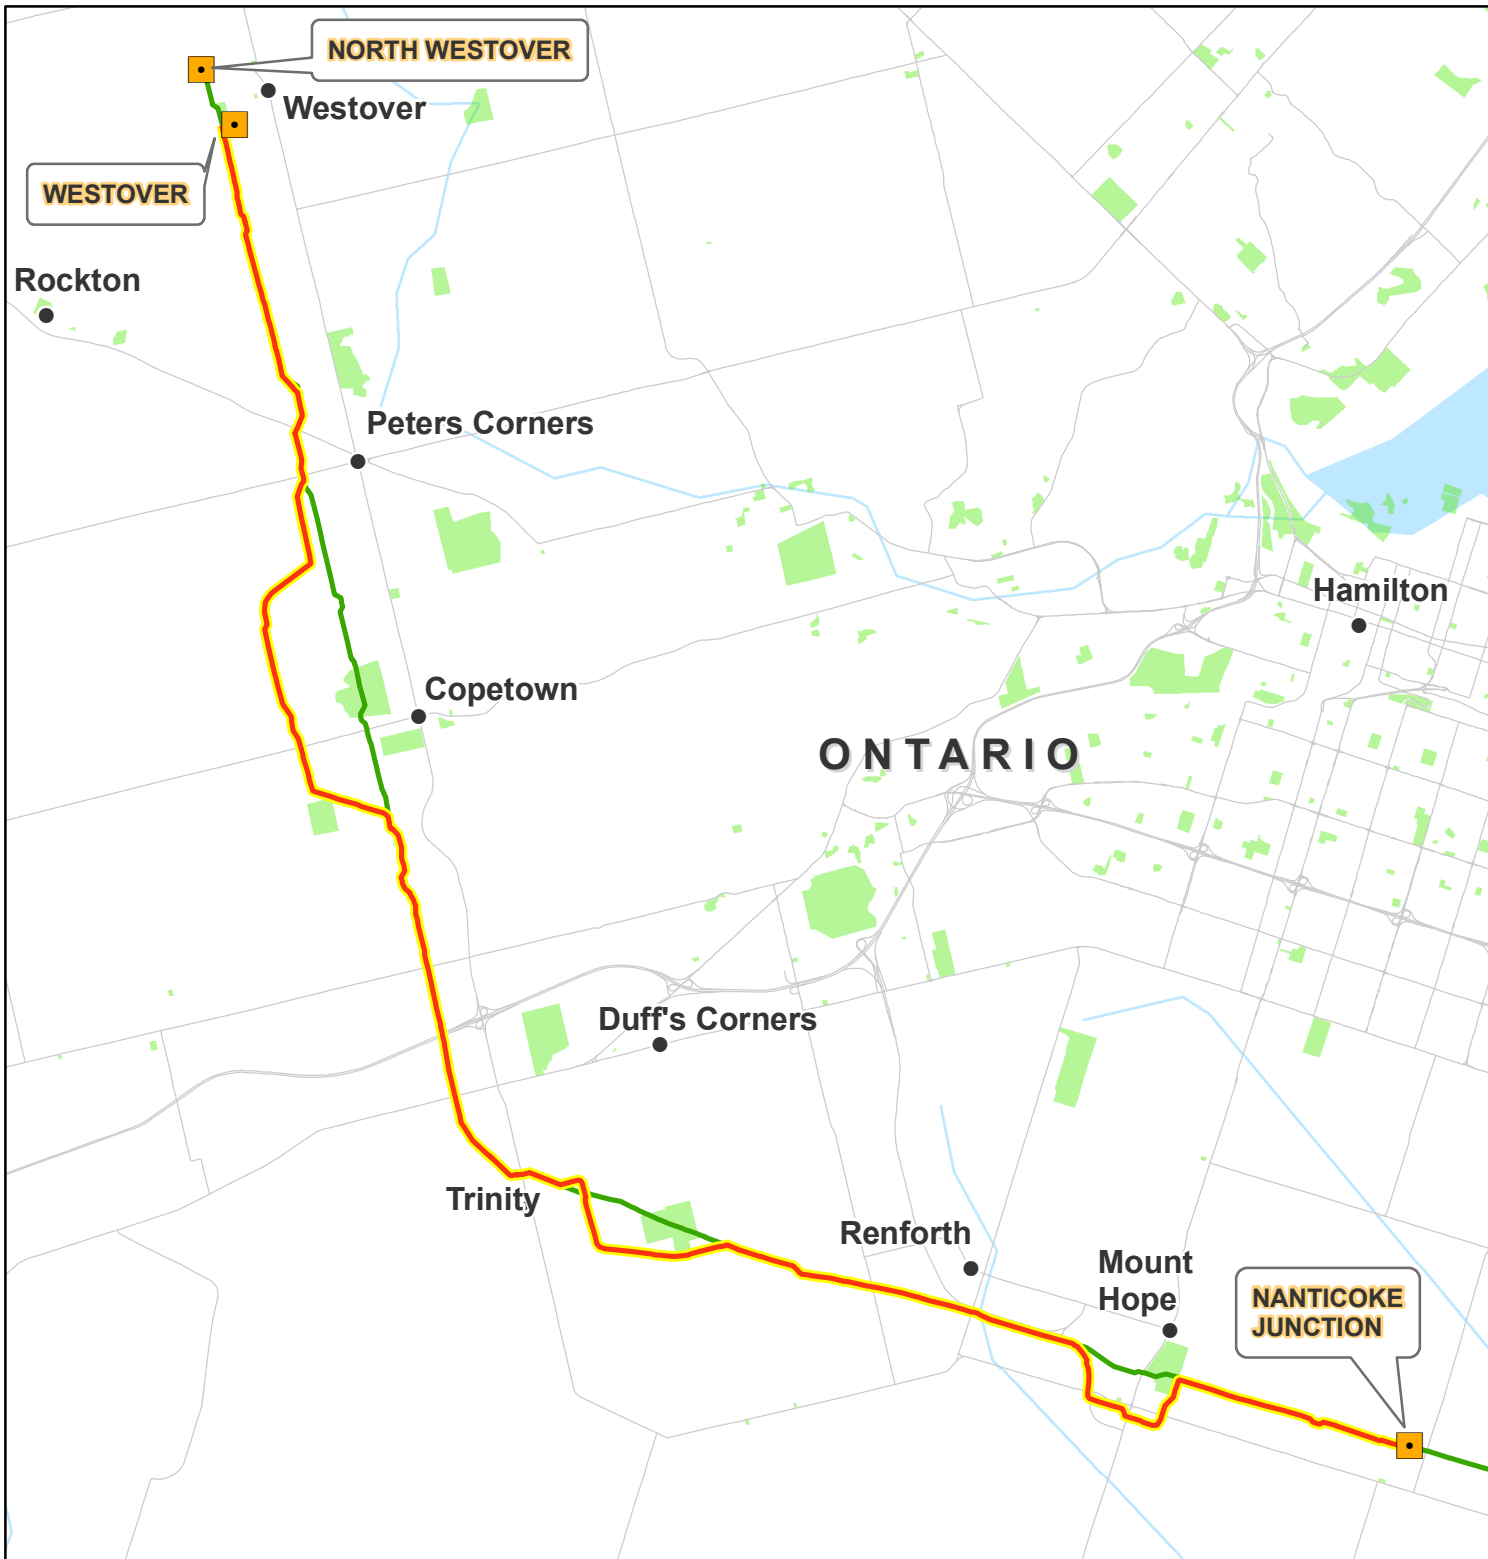 NORTH WESTOVER
Westover
WESTOVER
Rockton
Peters Corners
Hamilton
Copetown
ONTARIO
Duff's Corners
Trinity
Renforth
Mount
Hope
NANTICOKE
JUNCTION